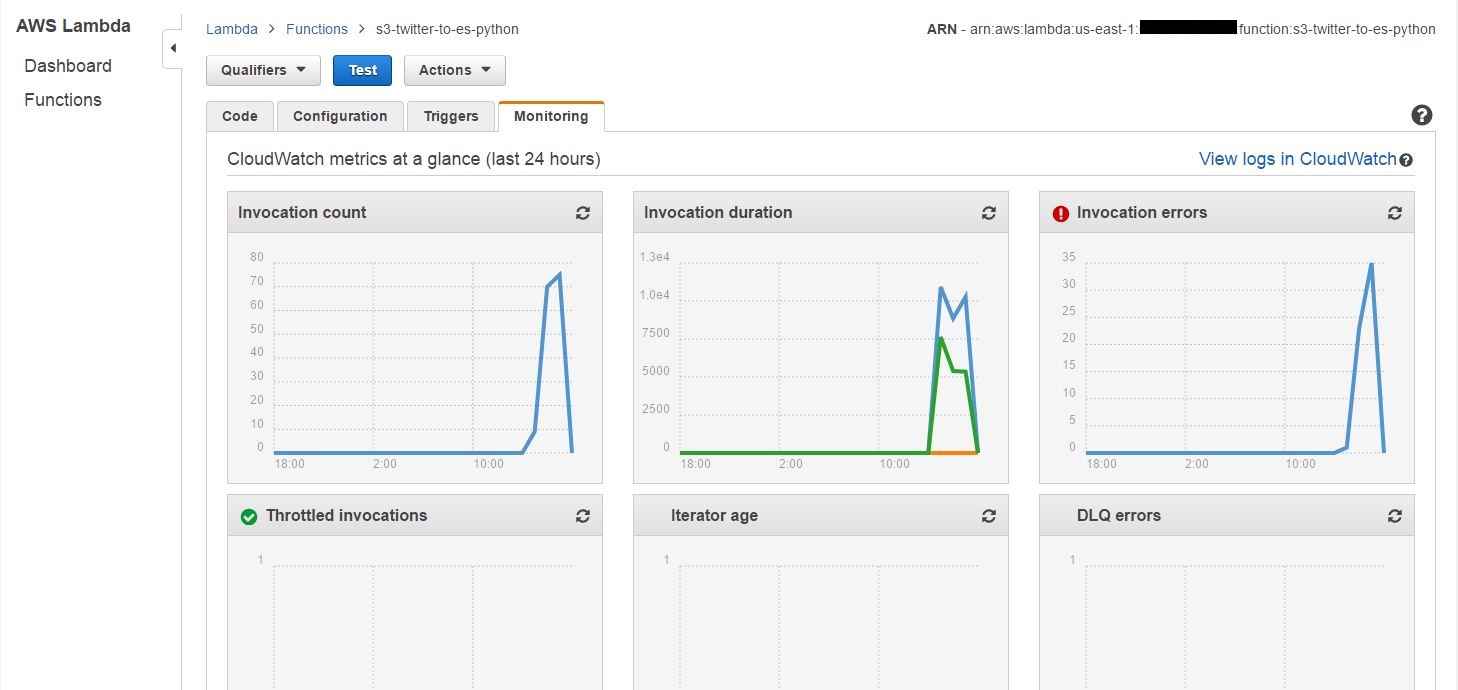 AWS Lambda
Dashboard
Functions
Lambda > Functions > s3-twitter-to-es-python
ARN - arn:aws:lambda:us-east-1: :function:s3-twitter-to-es-python
Qualifiers Test Actions
Code Configuration Triggers Monitoring
CloudWatch metrics at a glance (last 24 hours)
View logs in CloudWatch
Invocation count
80
70
60
50
40
30
20
10
0
18:00 2:00 10:00
Invocation duration
1.3e4
1.0e4
7500
5000
2500
0
18:00 2:00 10:00
Invocation errors
35
30
25
20
15
10
5
0
18:00 2:00 10:00
Throttled invocations
1
Iterator age
1
DLQ errors
1